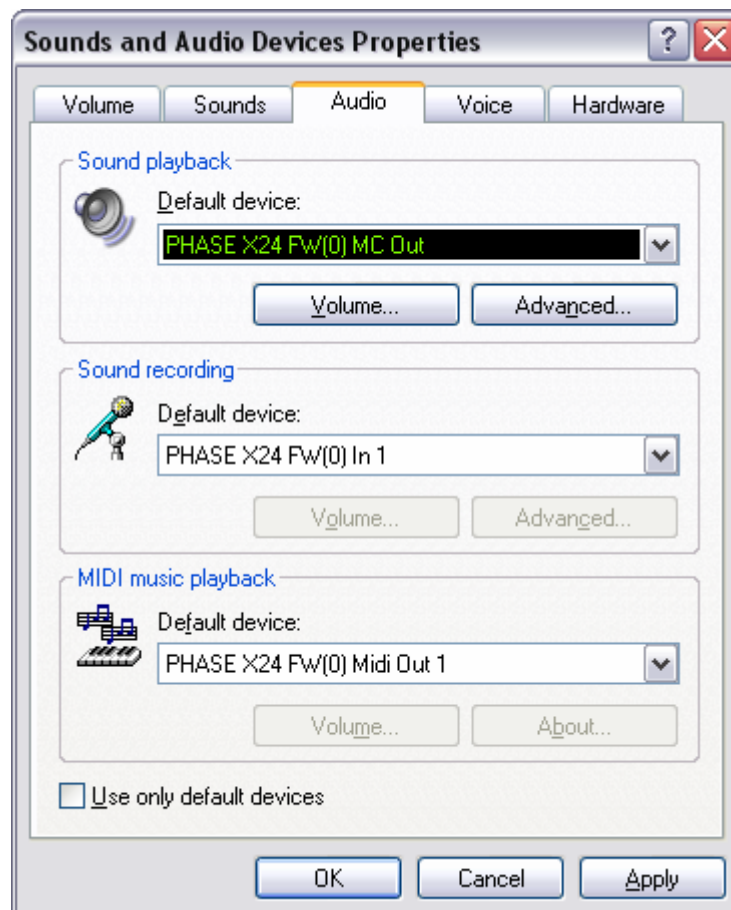 Sounds and Audio Devices Properties
Volume Sounds Audio Voice Hardware
Sound playback
Default device:
PHASE X24 FW(0) MC Out
Volume... Advanced...
Sound recording
Default device:
PHASE X24 FW(0) In 1
Volume... Advanced...
MIDI music playback
Default device:
PHASE X24 FW(0) Midi Out 1
Volume... About...
Use only default devices
OK Cancel Apply